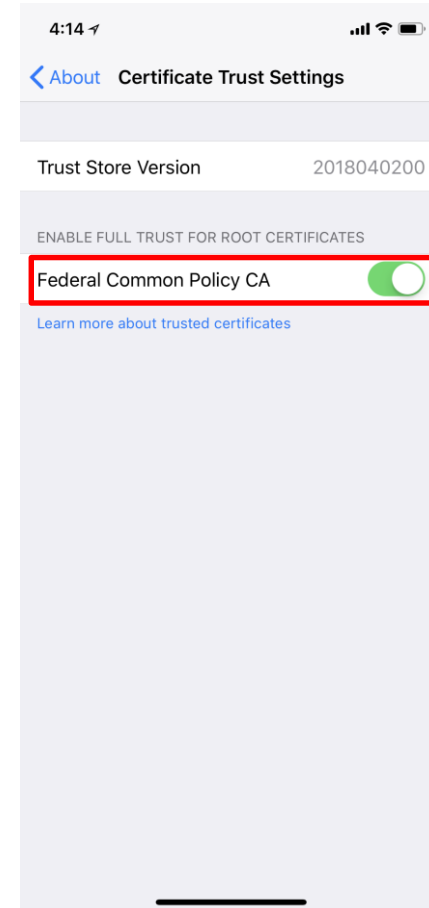 4:14
About Certificate Trust Settings
Trust Store Version 2018040200
ENABLE FULL TRUST FOR ROOT CERTIFICATES
Federal Common Policy CA
Learn more about trusted certificates